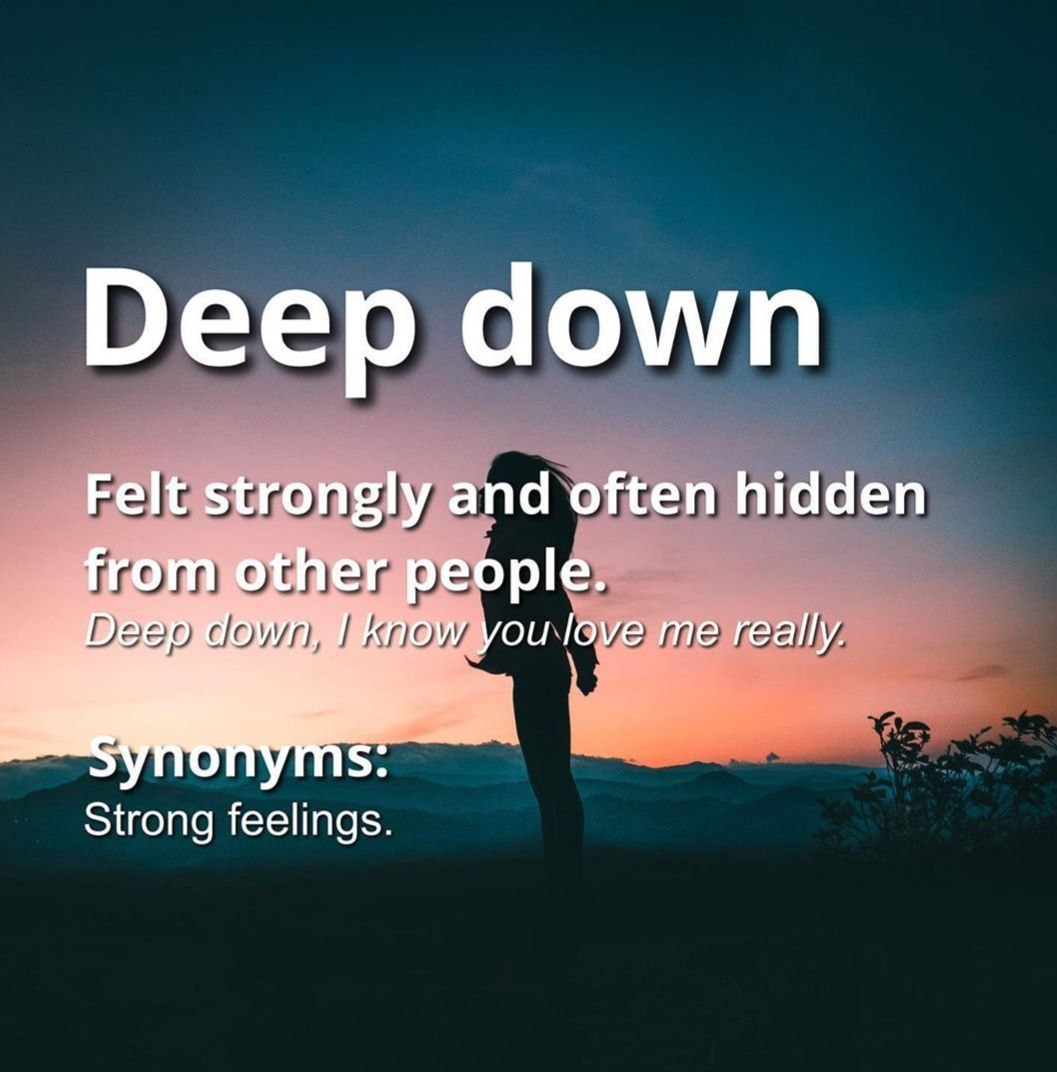 Deep down
Felt strongly and often hidden
from other people.
Deep down, I know you love me really.
Synonyms:
Strong feelings.